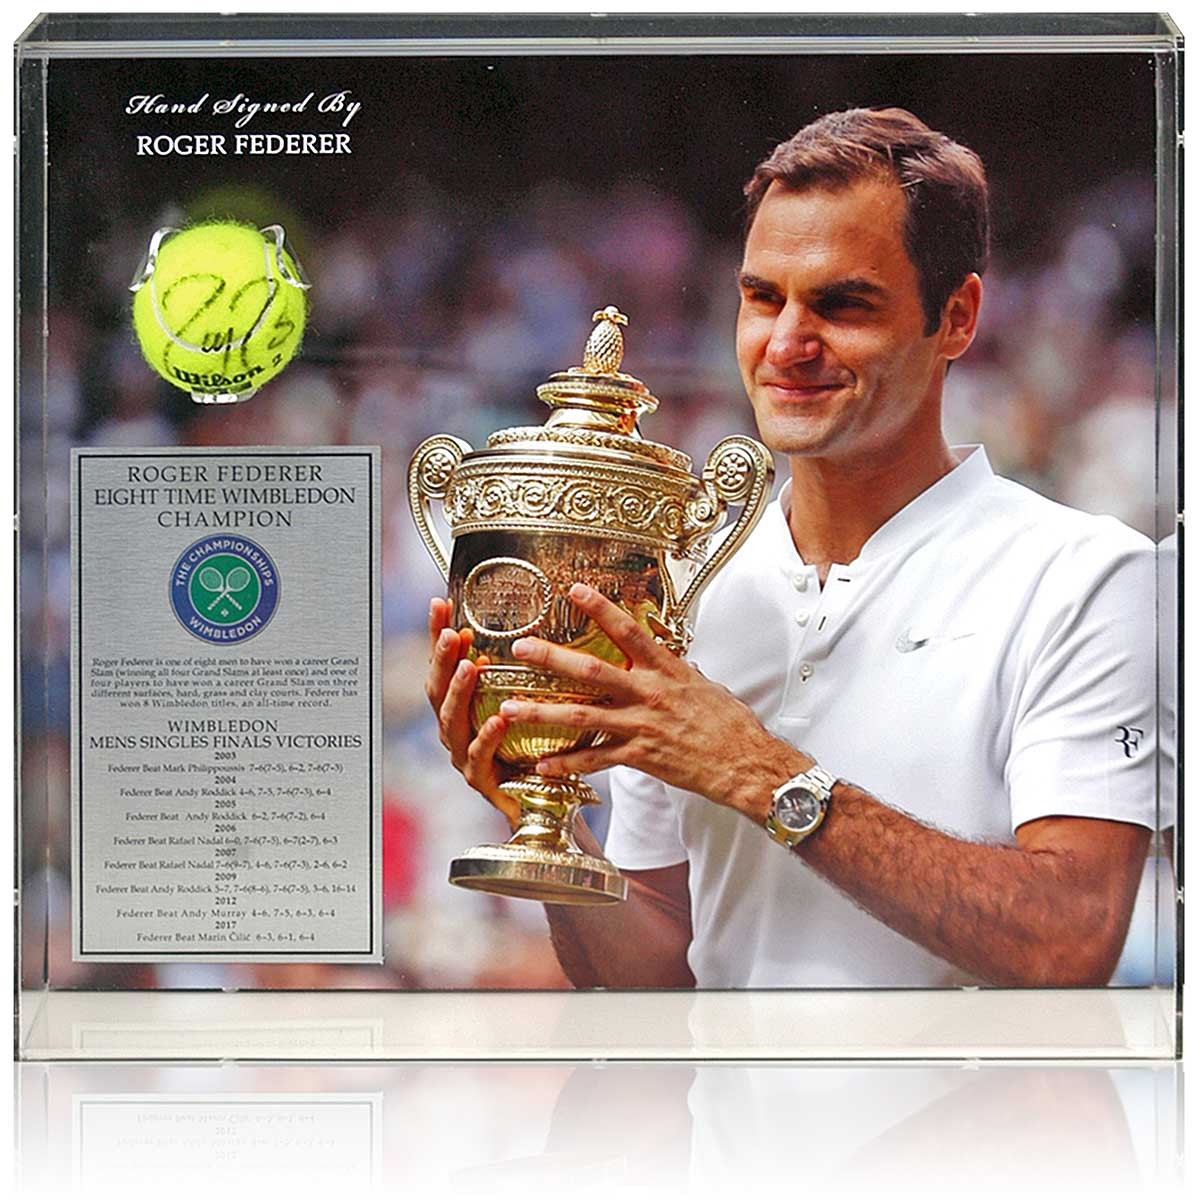 Hand Signed By
ROGER FEDERER
Wilson 2
ROGER FEDERER
EIGHT TIME WIMBLEDON
CHAMPION
THE CHAMPIONSHIPS
WIMBLEDON
Roger Federer is one of eight men to have won a career Grand
Slam (winning all four Grand Slams at least once) and one of
four players to have won a career Grand Slam on three
different surfaces, hard, grass and clay courts. Federer has
won 8 Wimbledon titles, an all-time record.
WIMBLEDON
MENS SINGLES FINALS VICTORIES
2003
Federer Beat Mark Philippoussis 7-6(7-5), 6-2, 7-6(7-3)
2004
Federer Beat Andy Roddick 4-6, 7-5, 7-6(7-3), 6-4
2005
Federer Beat Andy Roddick 6-2, 7-6(7-2), 6-4
2006
Federer Beat Rafael Nadal 6-0, 7-6(7-5), 6-7(2-7), 6-3
2007
Federer Beat Rafael Nadal 7-6(9-7), 4-6, 7-6(7-3), 2-6, 6-2
2009
Federer Beat Andy Roddick 5-7, 7-6(8-6), 7-6(7-5), 3-6, 16-14
2012
Federer Beat Andy Murray 4-6, 7-5, 6-3, 6-4
2017
Federer Beat Marin Čilić 6-3, 6-1, 6-4
RF